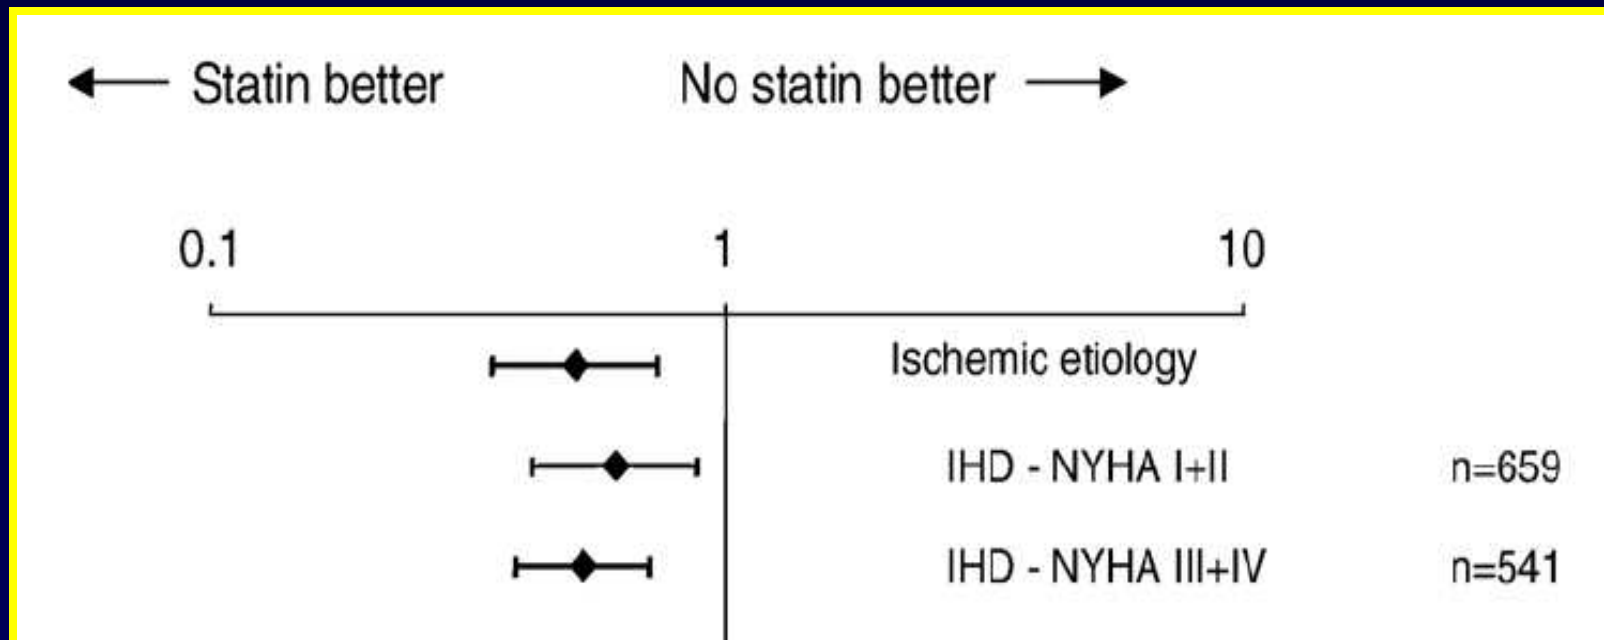 Statin better No statin better
0.1 1 10
Ischemic etiology
IHD - NYHA I+II n=659
IHD - NYHA III+IV n=541